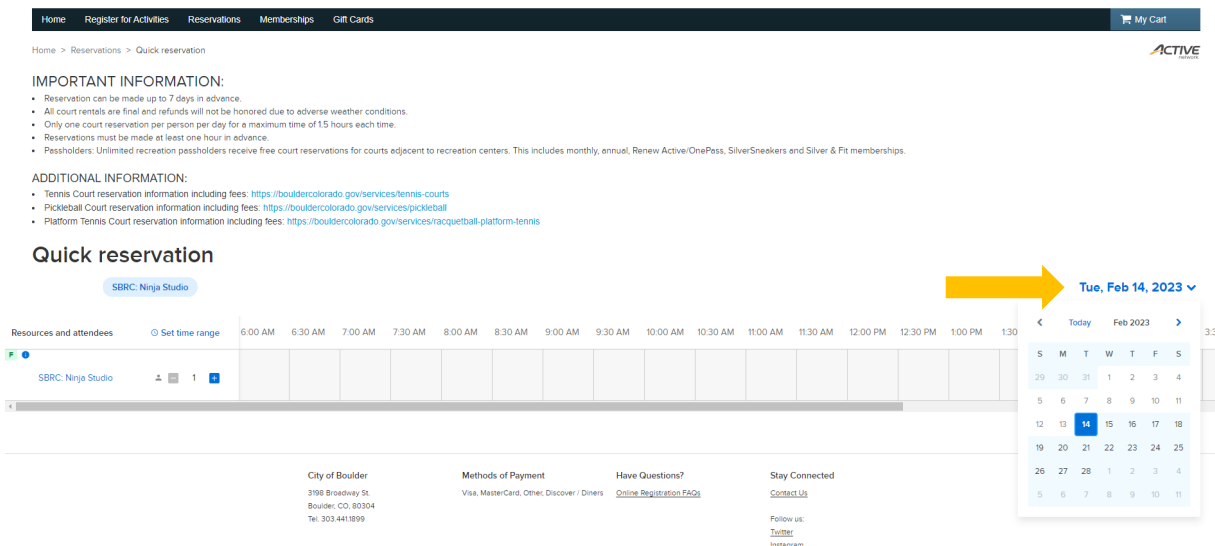 Home Register for Activities Reservations Memberships Gift Cards My Cart
Home > Reservations > Quick reservation
ACTIVE
network
IMPORTANT INFORMATION:
• Reservation can be made up to 7 days in advance.
• All court rentals are final and refunds will not be honored due to adverse weather conditions.
• Only one court reservation per person per day for a maximum time of 1.5 hours each time.
• Reservations must be made at least one hour in advance.
• Passholders: Unlimited recreation passholders receive free court reservations for courts adjacent to recreation centers. This includes monthly, annual, Renew Active/OnePass, SilverSneakers and Silver & Fit memberships.
ADDITIONAL INFORMATION:
• Tennis Court reservation information including fees: https://bouldercolorado.gov/services/tennis-courts
• Pickleball Court reservation information including fees: https://bouldercolorado.gov/services/pickleball
• Platform Tennis Court reservation information including fees: https://bouldercolorado.gov/services/racquetball-platform-tennis
Quick reservation
SBRC: Ninja Studio
Tue, Feb 14, 2023
Resources and attendees Set time range 6:00 AM 6:30 AM 7:00 AM 7:30 AM 8:00 AM 8:30 AM 9:00 AM 9:30 AM 10:00 AM 10:30 AM 11:00 AM 11:30 AM 12:00 PM 12:30 PM 1:00 PM 1:30
F
SBRC: Ninja Studio 1
< Today Feb 2023 >
S M T W T F S
29 30 31 1 2 3 4
5 6 7 8 9 10 11
12 13 14 15 16 17 18
19 20 21 22 23 24 25
26 27 28 1 2 3 4
5 6 7 8 9 10 11
City of Boulder
3198 Broadway St.
Boulder, CO, 80304
Tel. 303.441.1899
Methods of Payment
Visa, MasterCard, Other, Discover / Diners
Have Questions?
Online Registration FAQs
Stay Connected
Contact Us
Follow us:
Twitter
Instagram